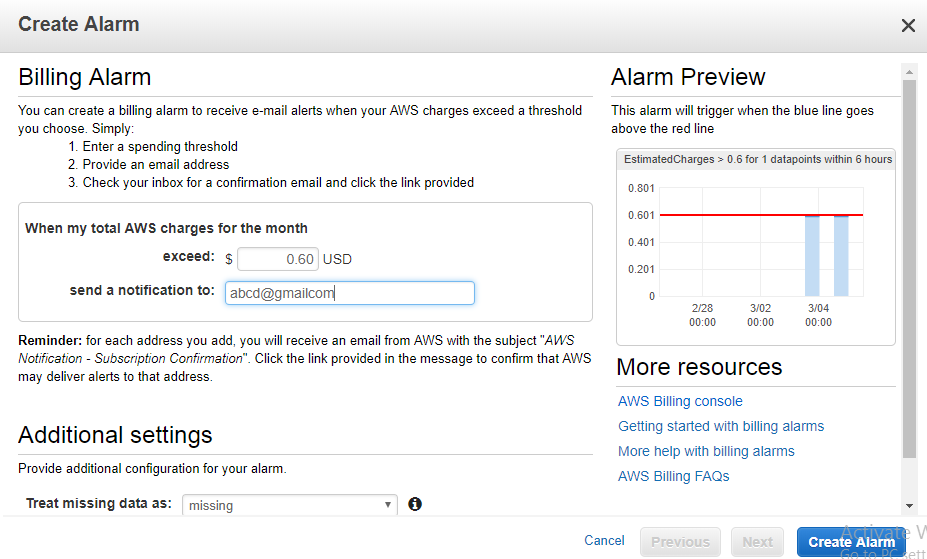 Create Alarm
Billing Alarm
You can create a billing alarm to receive e-mail alerts when your AWS charges exceed a threshold
you choose. Simply:
1. Enter a spending threshold
2. Provide an email address
3. Check your inbox for a confirmation email and click the link provided
When my total AWS charges for the month
exceed: $ 0.60 USD
send a notification to: abcd@gmailcom
Reminder: for each address you add, you will receive an email from AWS with the subject "AWS
Notification - Subscription Confirmation". Click the link provided in the message to confirm that AWS
may deliver alerts to that address.
Additional settings
Provide additional configuration for your alarm.
Treat missing data as: missing
Alarm Preview
This alarm will trigger when the blue line goes
above the red line
EstimatedCharges > 0.6 for 1 datapoints within 6 hours
0.801
0.601
0.401
0.201
0
2/28 3/02 3/04
00:00 00:00 00:00
More resources
AWS Billing console
Getting started with billing alarms
More help with billing alarms
AWS Billing FAQs
Cancel Previous Next Create Alarm
Activate W
Go to PC sett